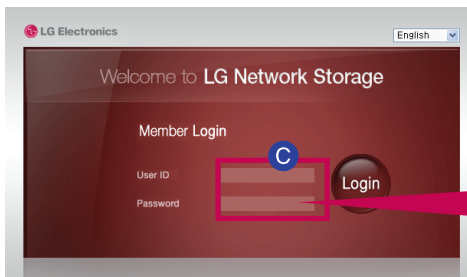 LG Electronics
English
Welcome to LG Network Storage
Member Login
C
User ID
Login
Password